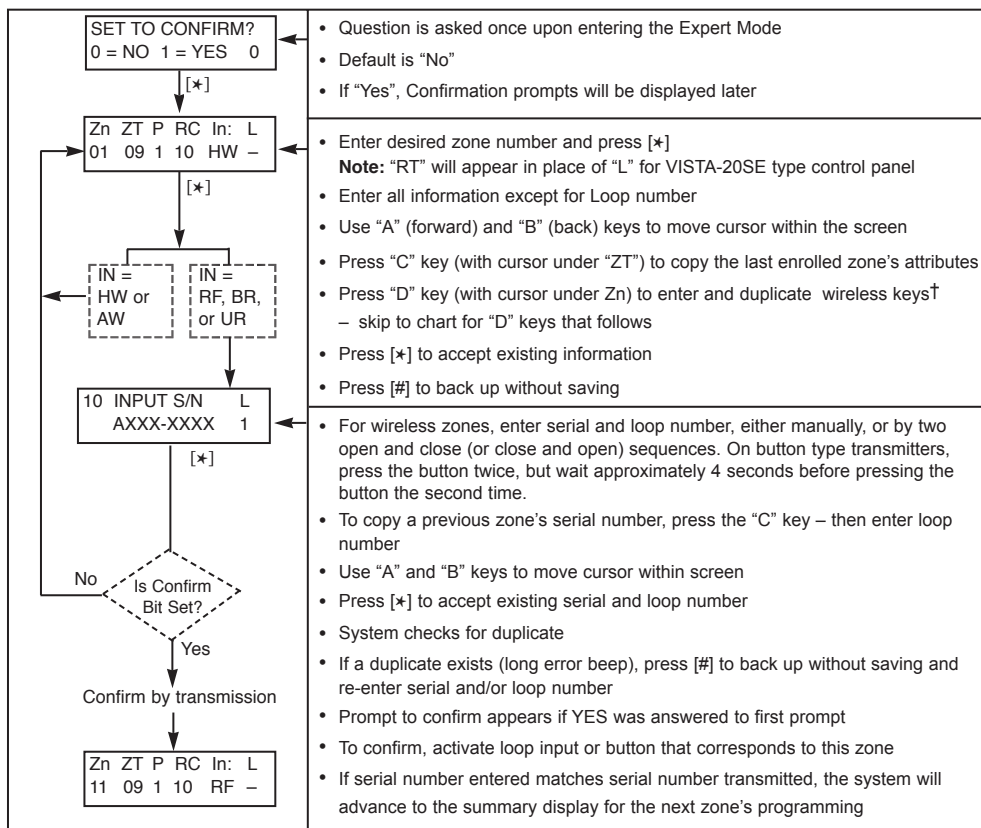 SET TO CONFIRM?
0 = NO 1 = YES 0
[★]
Zn ZT P RC In: L
01 09 1 10 HW –
[★]
IN =
HW or
AW
IN =
RF, BR,
or UR
10 INPUT S/N L
AXXX-XXXX 1
[★]
No
Is Confirm
Bit Set?
Yes
Confirm by transmission
Zn ZT P RC In: L
11 09 1 10 RF –
• Question is asked once upon entering the Expert Mode
• Default is “No”
• If “Yes”, Confirmation prompts will be displayed later
• Enter desired zone number and press [★]
Note: “RT” will appear in place of “L” for VISTA-20SE type control panel
• Enter all information except for Loop number
• Use “A” (forward) and “B” (back) keys to move cursor within the screen
• Press “C” key (with cursor under “ZT”) to copy the last enrolled zone’s attributes
• Press “D” key (with cursor under Zn) to enter and duplicate wireless keys†
– skip to chart for “D” keys that follows
• Press [★] to accept existing information
• Press [#] to back up without saving
• For wireless zones, enter serial and loop number, either manually, or by two
open and close (or close and open) sequences. On button type transmitters,
press the button twice, but wait approximately 4 seconds before pressing the
button the second time.
• To copy a previous zone’s serial number, press the “C” key – then enter loop
number
• Use “A” and “B” keys to move cursor within screen
• Press [★] to accept existing serial and loop number
• System checks for duplicate
• If a duplicate exists (long error beep), press [#] to back up without saving and
re-enter serial and/or loop number
• Prompt to confirm appears if YES was answered to first prompt
• To confirm, activate loop input or button that corresponds to this zone
• If serial number entered matches serial number transmitted, the system will
advance to the summary display for the next zone’s programming